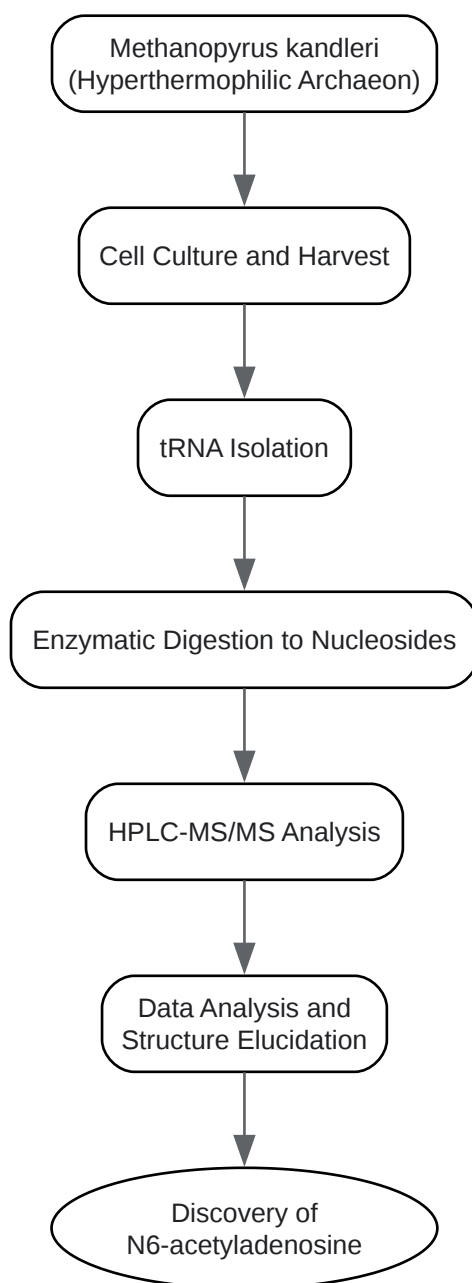 Methanopyrus kandleri
(Hyperthermophilic Archaeon)
Cell Culture and Harvest
tRNA Isolation
Enzymatic Digestion to Nucleosides
HPLC-MS/MS Analysis
Data Analysis and
Structure Elucidation
Discovery of
N6-acetyladenosine